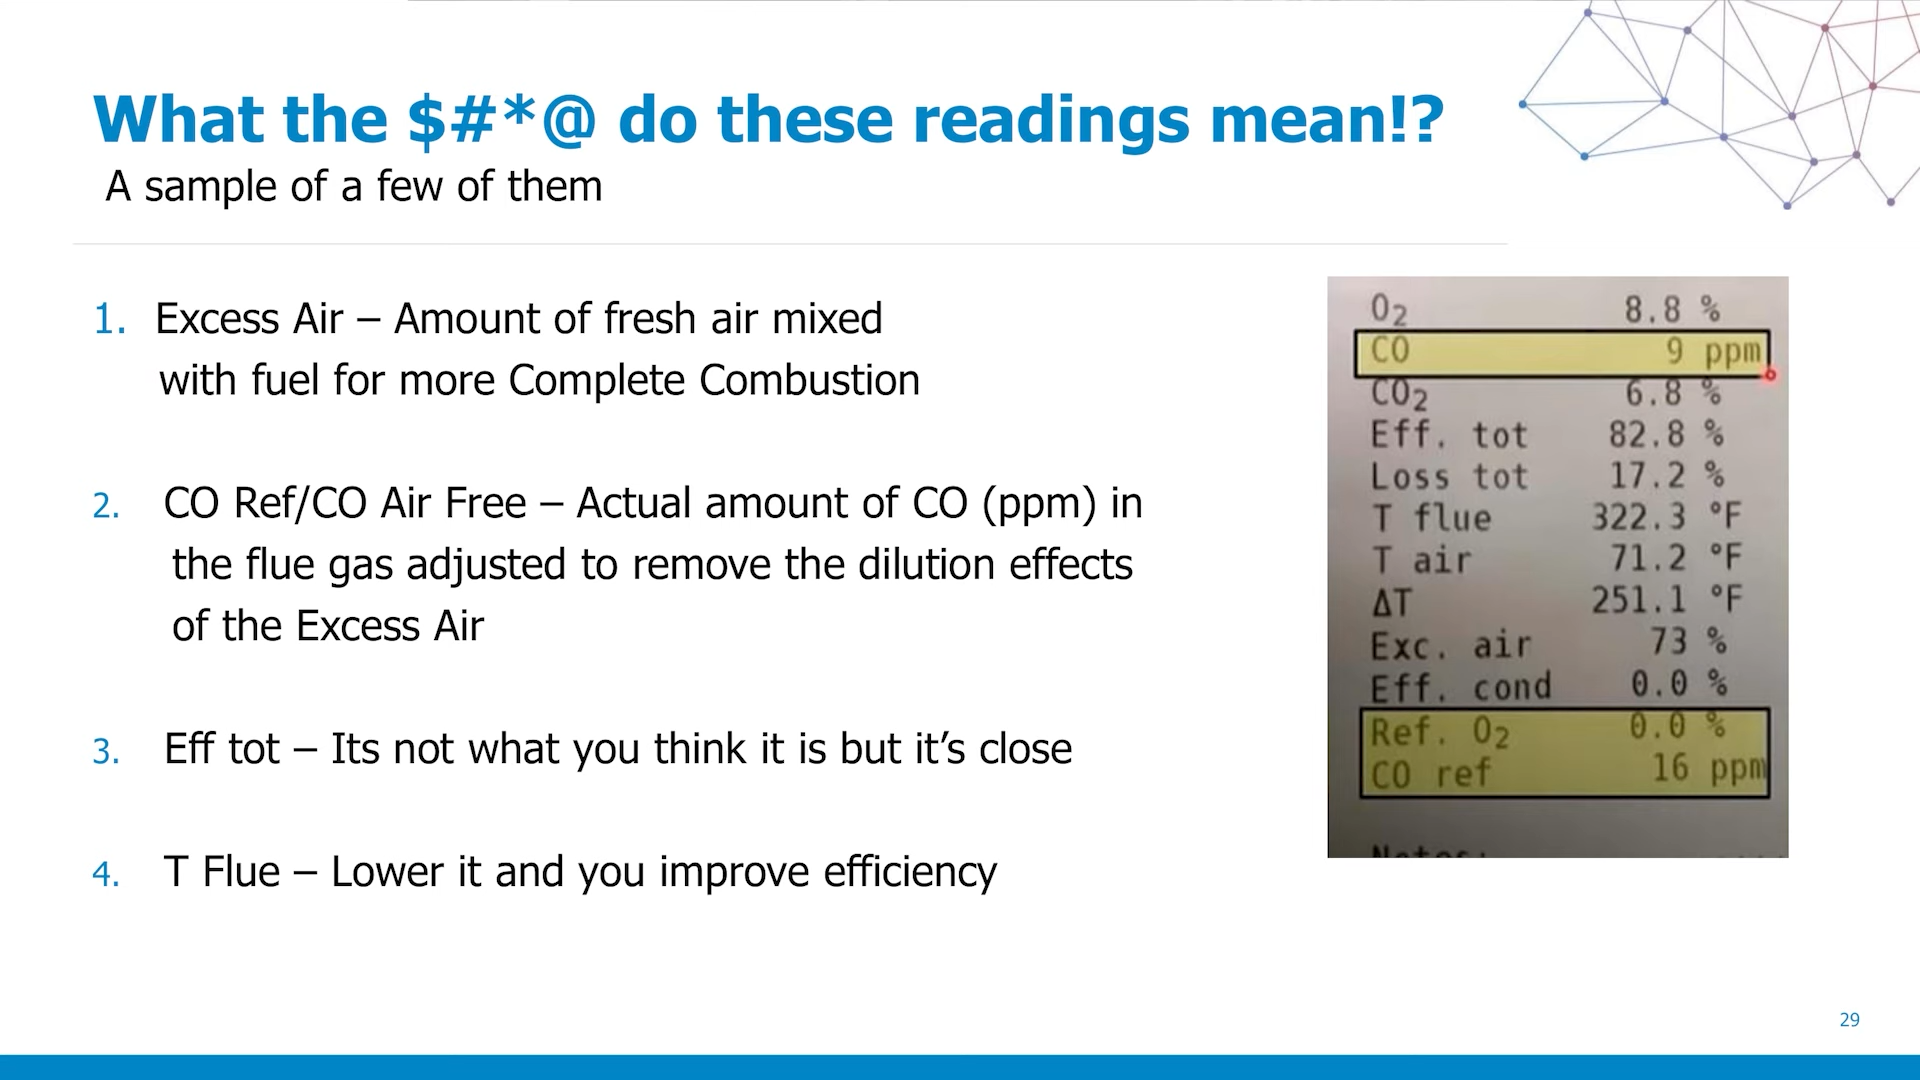 What the $#*@ do these readings mean!?
A sample of a few of them
1. Excess Air – Amount of fresh air mixed
with fuel for more Complete Combustion
2. CO Ref/CO Air Free – Actual amount of CO (ppm) in
the flue gas adjusted to remove the dilution effects
of the Excess Air
3. Eff tot – Its not what you think it is but it’s close
4. T Flue – Lower it and you improve efficiency
O₂ 8.8 %
CO 9 ppm
CO₂ 6.8 %
Eff. tot 82.8 %
Loss tot 17.2 %
T flue 322.3 °F
T air 71.2 °F
ΔT 251.1 °F
Exc. air 73 %
Eff. cond 0.0 %
Ref. O₂ 0.0 %
CO ref 16 ppm
29